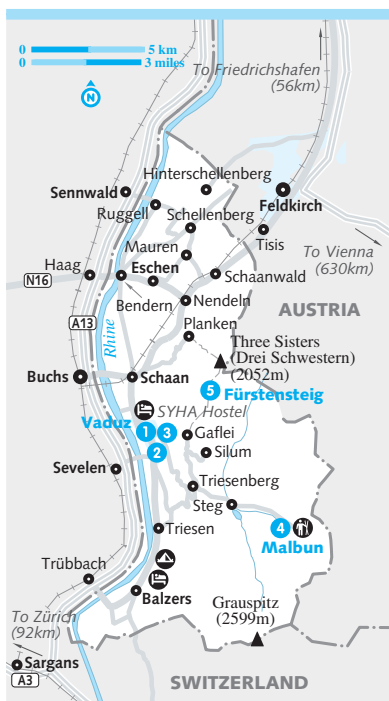 0 5 km
0 3 miles
N
To Friedrichshafen
(56km)
Hinterschellenberg
Sennwald
Feldkirch
Ruggell
Schellenberg
Tisis
Mauren
To Vienna
(630km)
Haag
Eschen
Schaanwald
N16
Bendern
Nendeln
AUSTRIA
A13
Rhine
Planken
Three Sisters
(Drei Schwestern)
(2052m)
Buchs
Schaan
5 Fürstensteig
SYHA Hostel
Vaduz
1 3
2
Gaflei
Silum
Sevelen
Triesenberg
Steg
4
Malbun
Triesen
Trübbach
Balzers
Grauspitz
(2599m)
To Zürich
(92km)
Sargans
A3
SWITZERLAND